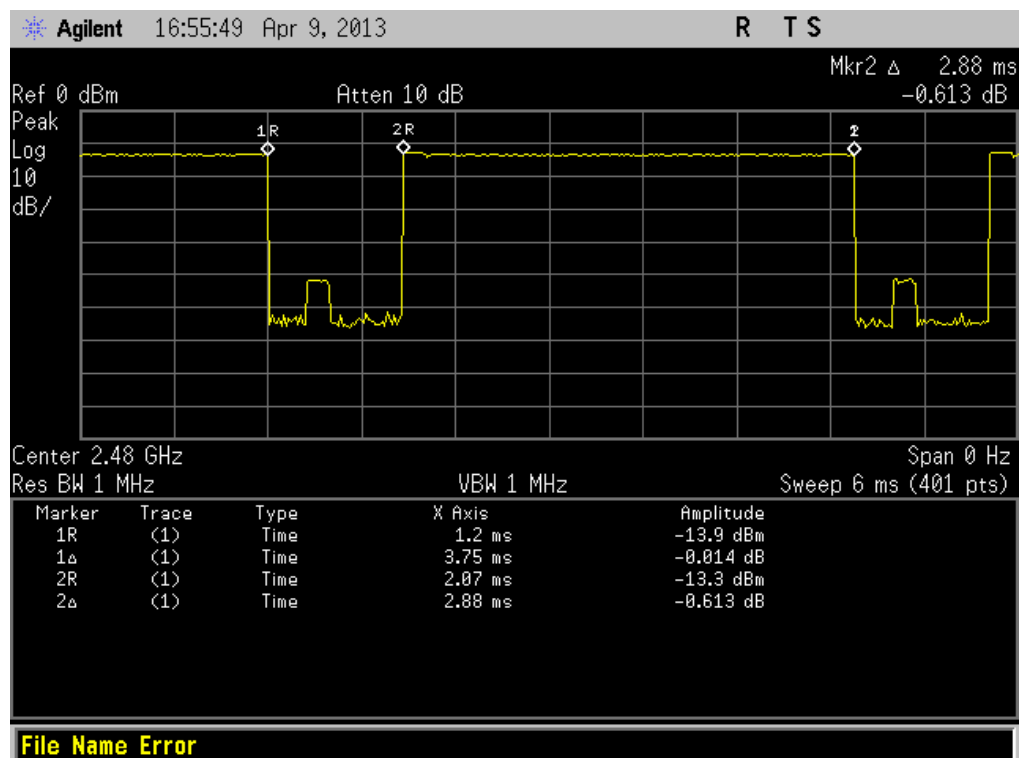 Agilent 16:55:49 Apr 9, 2013 R T S
Mkr2 Δ 2.88 ms
Ref 0 dBm Atten 10 dB -0.613 dB
Peak
Log
10
dB/
1R 2R 2
Center 2.48 GHz Span 0 Hz
Res BW 1 MHz VBW 1 MHz Sweep 6 ms (401 pts)
Marker Trace Type X Axis Amplitude
1R (1) Time 1.2 ms -13.9 dBm
1Δ (1) Time 3.75 ms -0.014 dB
2R (1) Time 2.07 ms -13.3 dBm
2Δ (1) Time 2.88 ms -0.613 dB
File Name Error